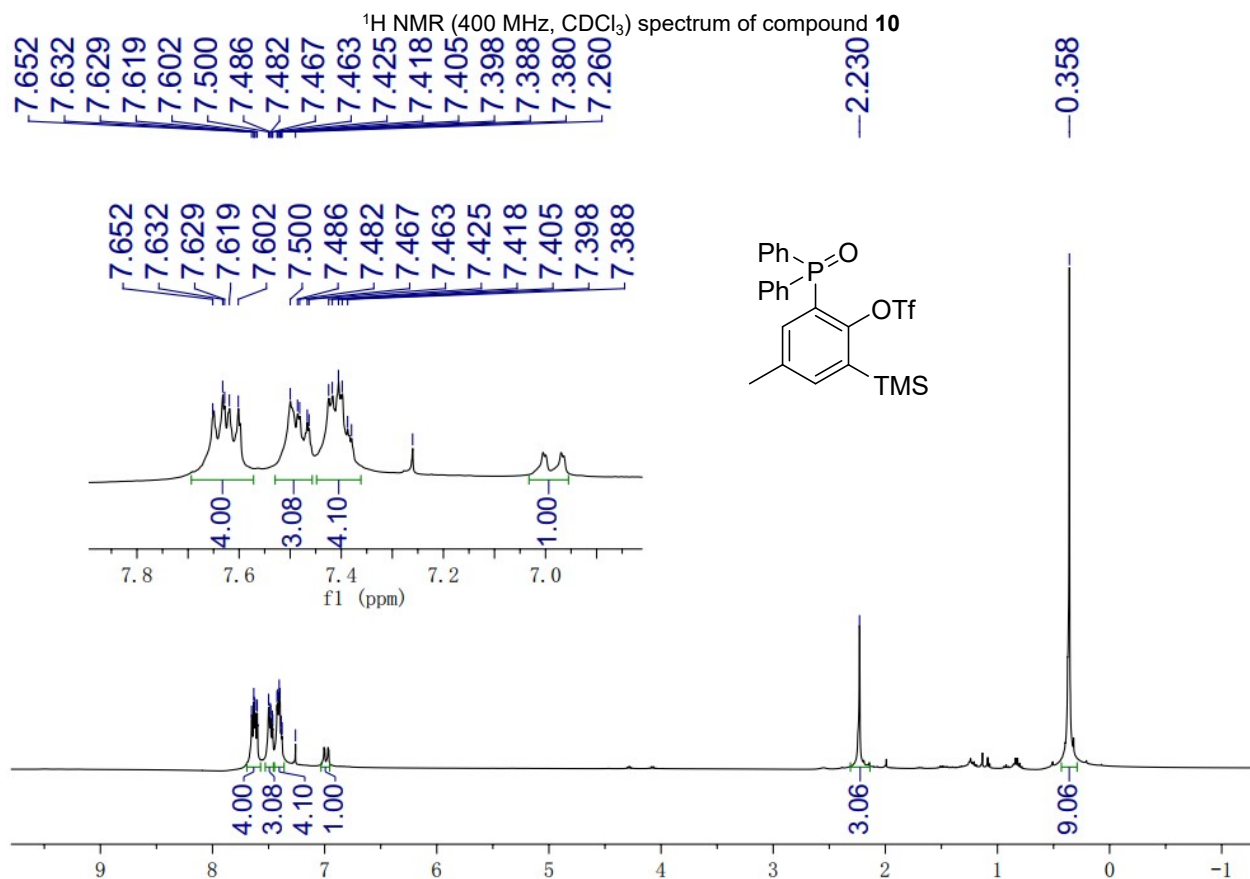 ¹H NMR (400 MHz, CDCl₃) spectrum of compound 10
7.652 7.632 7.629 7.619 7.602 7.500 7.486 7.482 7.467 7.463 7.425 7.418 7.405 7.398 7.388 7.380 7.260 2.230 0.358
7.652 7.632 7.629 7.619 7.602 7.500 7.486 7.482 7.467 7.463 7.425 7.418 7.405 7.398 7.388
Ph
P
O
Ph
OTf
TMS
4.00 3.08 4.10 1.00
7.8 7.6 7.4 7.2 7.0
f1 (ppm)
4.00 3.08 4.10 1.00 3.06 9.06
9 8 7 6 5 4 3 2 1 0 -1